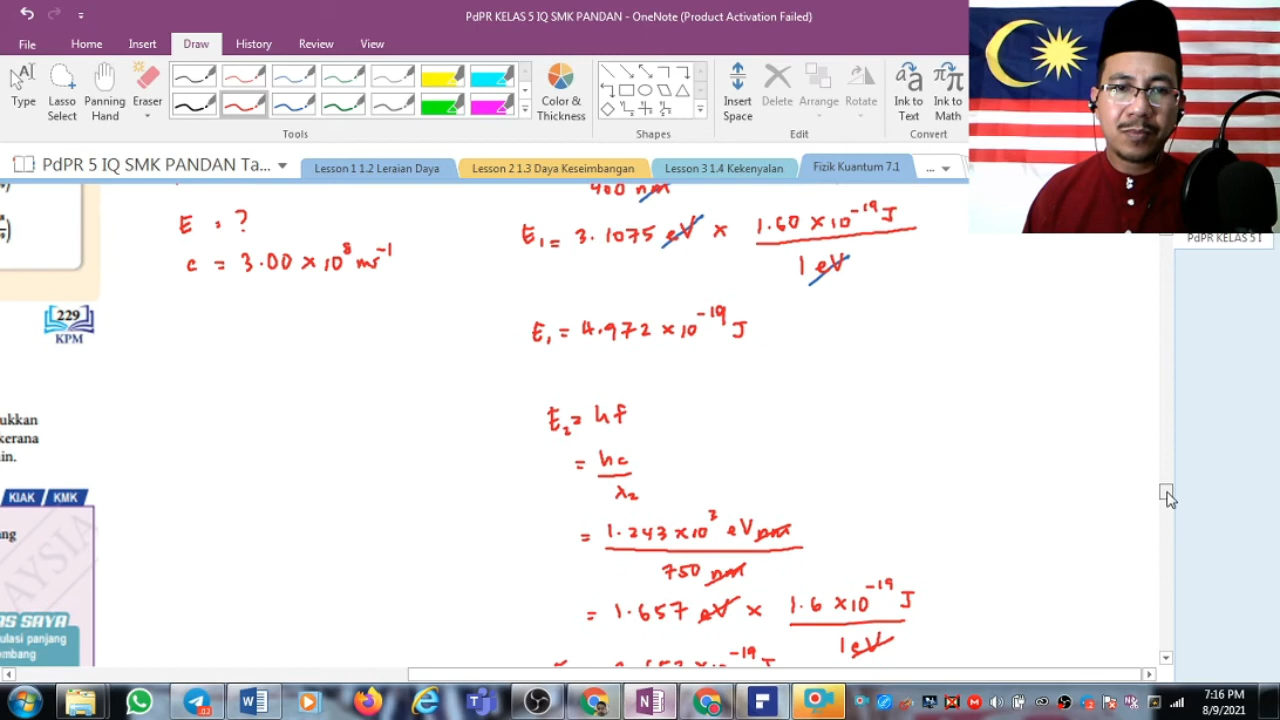 PdPR KELAS 5 IQ SMK PANDAN - OneNote (Product Activation Failed)
File Home Insert Draw History Review View
Type Lasso Select Panning Hand Eraser Color & Thickness Insert Space Delete Arrange Rotate Ink to Text Ink to Math
Tools Shapes Edit Convert
PdPR 5 IQ SMK PANDAN Ta... Lesson 1 1.2 Leraian Daya Lesson 2 1.3 Daya Keseimbangan Lesson 3 1.4 Kekenyalan Fizik Kuantum 7.1 ...
PdPR KELAS 5 I
400 nm
E = ?
c = 3.00 × 10⁸ ms⁻¹
E₁ = 3.1075 eV × 1.60 × 10⁻¹⁹ J
1 eV
229
KPM
E₁ = 4.972 × 10⁻¹⁹ J
E₂ = hf
= hc
λ₂
= 1.243 × 10³ eV nm
750 nm
= 1.657 eV × 1.6 × 10⁻¹⁹ J
1 eV
ukkan
kerana
in.
KIAK KMK
ang
AS SAYA
ulasi panjang
embang
7:16 PM
8/9/2021